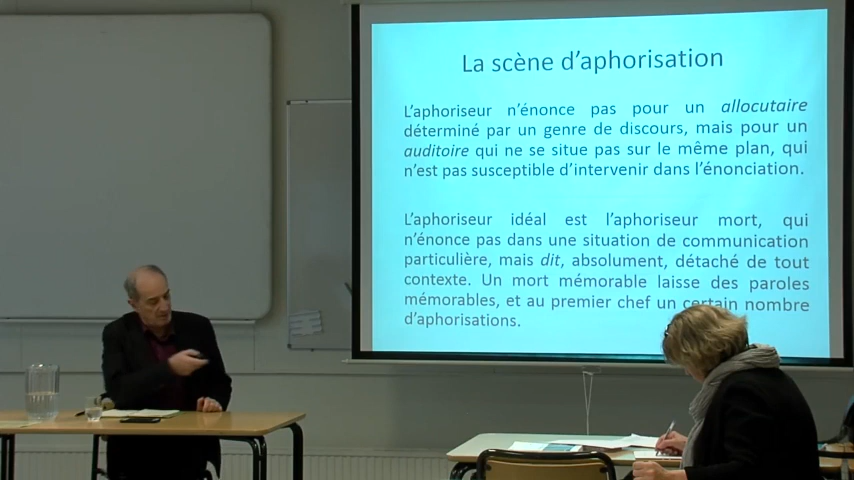 La scène d'aphorisation
L'aphoriseur n'énonce pas pour un allocutaire
déterminé par un genre de discours, mais pour un
auditoire qui ne se situe pas sur le même plan, qui
n'est pas susceptible d'intervenir dans l'énonciation.
L'aphoriseur idéal est l'aphoriseur mort, qui
n'énonce pas dans une situation de communication
particulière, mais dit, absolument, détaché de tout
contexte. Un mort mémorable laisse des paroles
mémorables, et au premier chef un certain nombre
d'aphorisations.